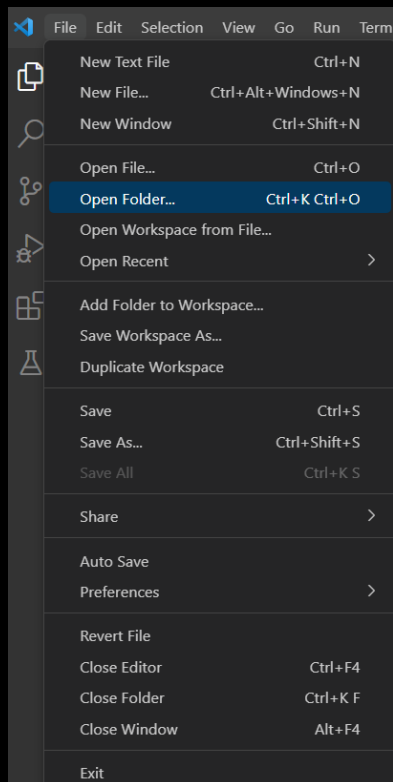 File Edit Selection View Go Run Term
New Text File Ctrl+N
New File... Ctrl+Alt+Windows+N
New Window Ctrl+Shift+N
Open File... Ctrl+O
Open Folder... Ctrl+K Ctrl+O
Open Workspace from File...
Open Recent
Add Folder to Workspace...
Save Workspace As...
Duplicate Workspace
Save Ctrl+S
Save As... Ctrl+Shift+S
Save All Ctrl+K S
Share
Auto Save
Preferences
Revert File
Close Editor Ctrl+F4
Close Folder Ctrl+K F
Close Window Alt+F4
Exit